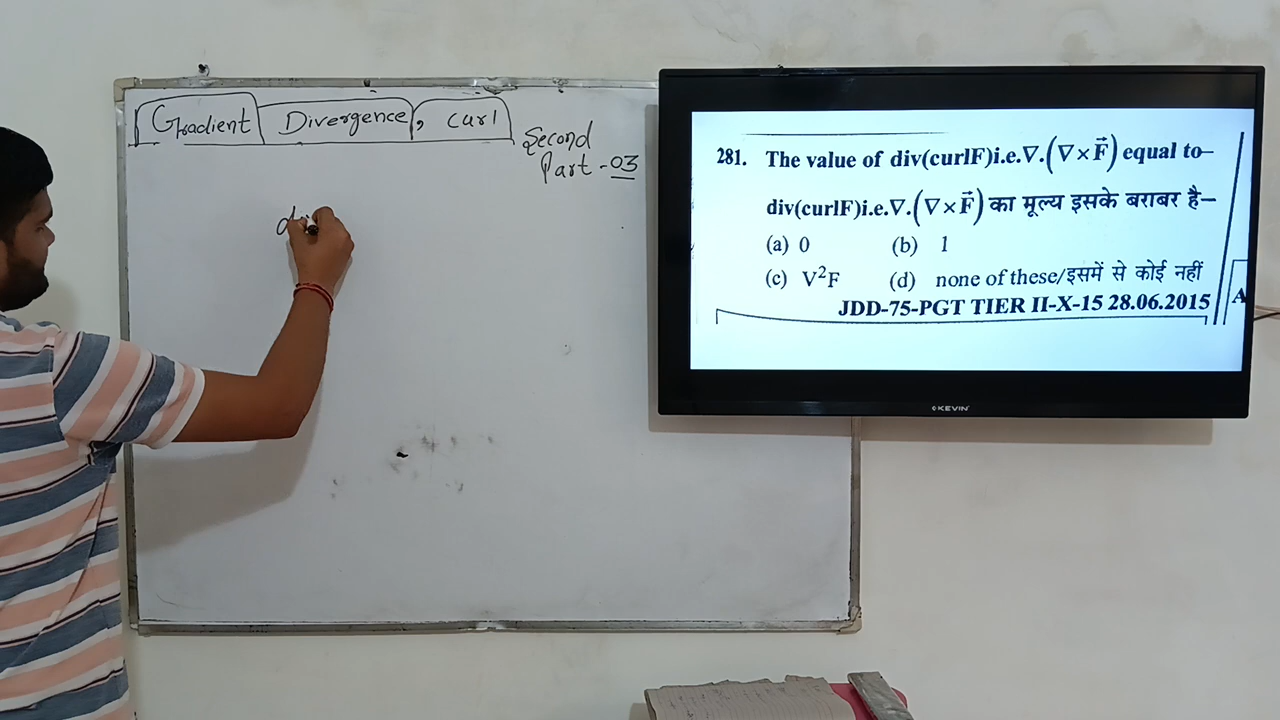 Gradient Divergence, curl
Second
Part - 03
281. The value of div(curlF)i.e.∇.(∇×F⃗) equal to–
div(curlF)i.e.∇.(∇×F⃗) का मूल्य इसके बराबर है–
(a) 0 (b) 1
(c) V²F (d) none of these/इसमें से कोई नहीं
JDD-75-PGT TIER II-X-15 28.06.2015
A
KEVIN